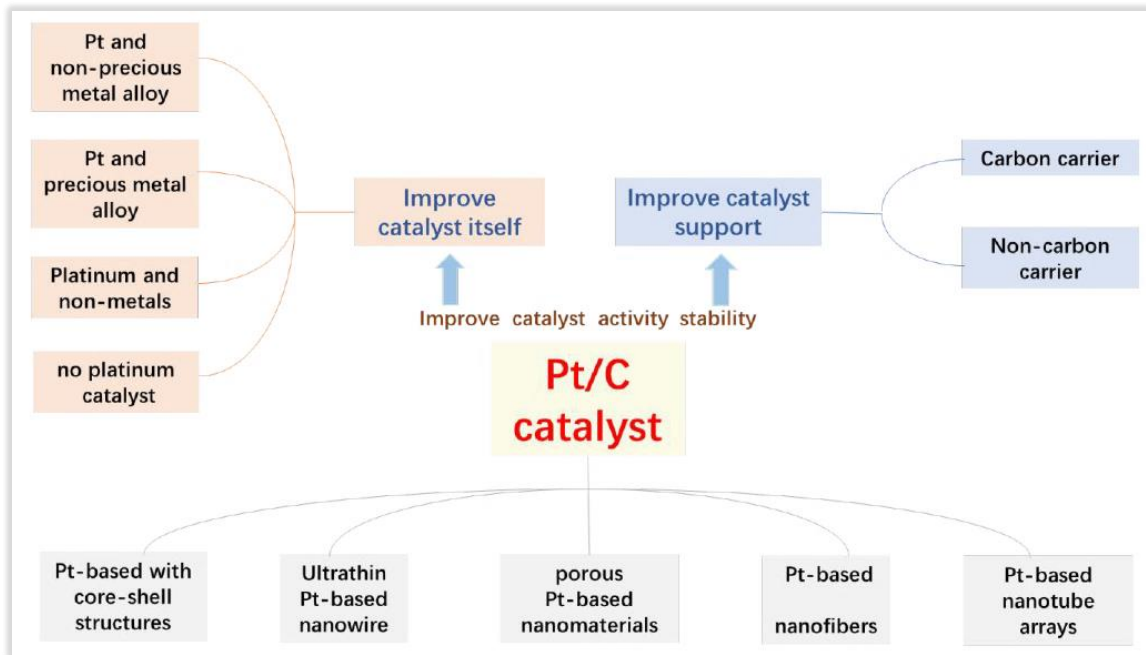 Pt and
non-precious
metal alloy
Pt and
precious metal
alloy
Platinum and
non-metals
no platinum
catalyst
Improve
catalyst itself
Improve catalyst
support
Carbon carrier
Non-carbon
carrier
Improve catalyst activity stability
Pt/C
catalyst
Pt-based with
core-shell
structures
Ultrathin
Pt-based
nanowire
porous
Pt-based
nanomaterials
Pt-based
nanofibers
Pt-based
nanotube
arrays